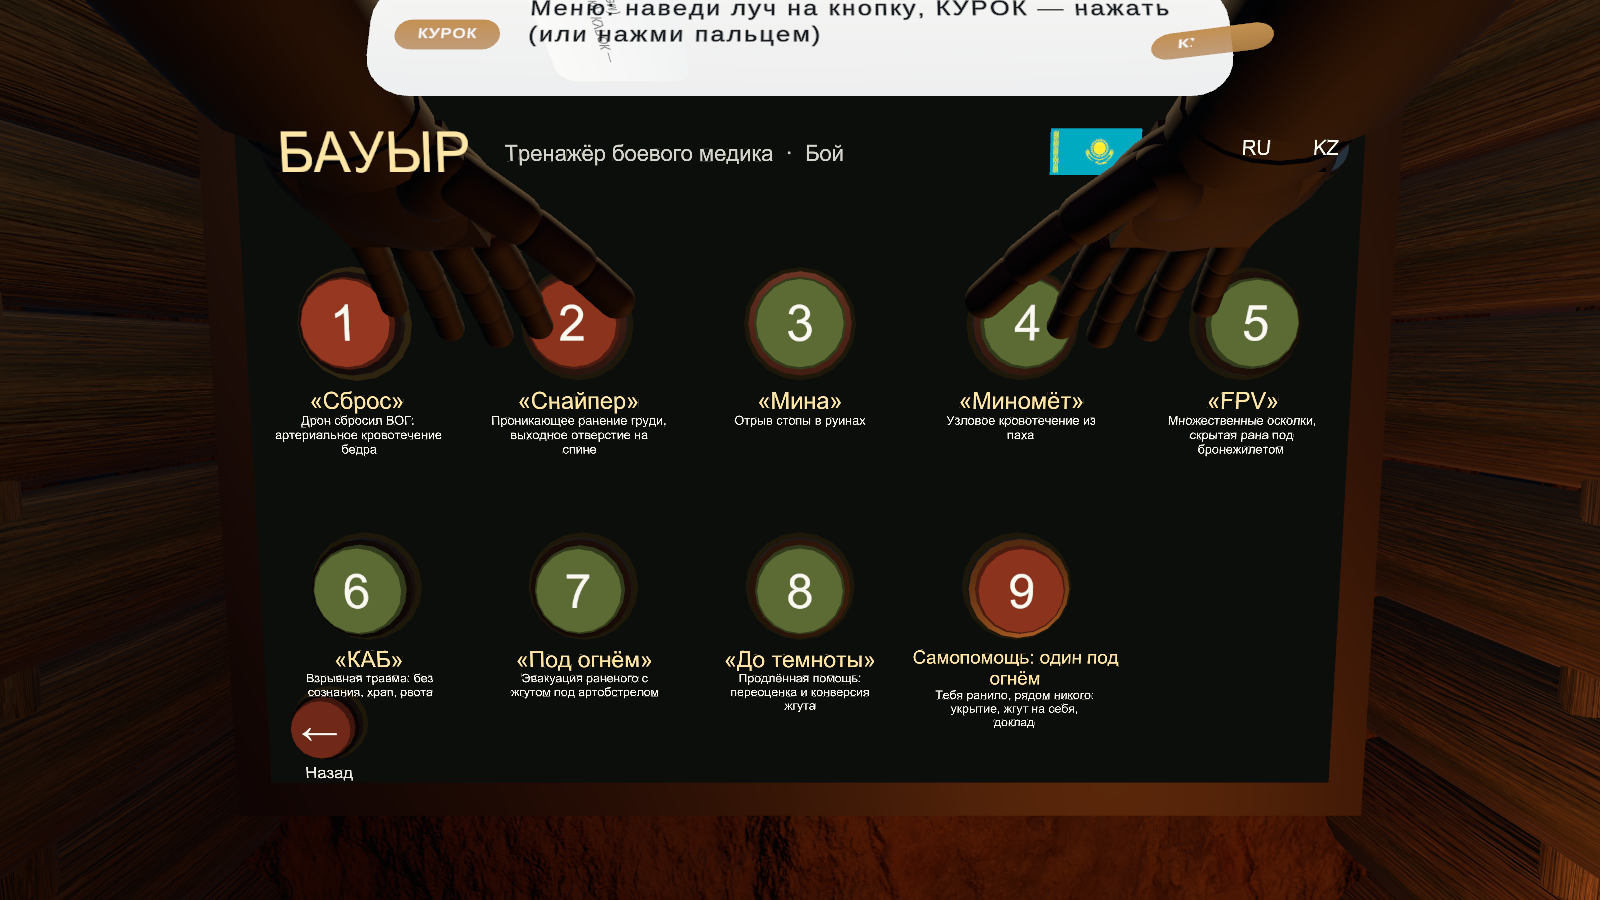 Меню: наведи луч на кнопку, КУРОК — нажать
(или нажми пальцем)
КУРОК
БАУЫР
Тренажёр боевого медика · Бой
RU
KZ
1
2
3
4
5
«Сброс»
Дрон сбросил ВОГ:
артериальное кровотечение
бедра
«Снайпер»
Проникающее ранение груди,
выходное отверстие на
спине
«Мина»
Отрыв стопы в руинах
«Миномёт»
Узловое кровотечение из
паха
«FPV»
Множественные осколки,
скрытая рана под
бронежилетом
6
7
8
9
«КАБ»
Взрывная травма: без
сознания, храп, рвота
«Под огнём»
Эвакуация раненого с
жгутом под артобстрелом
«До темноты»
Продлённая помощь:
переоценка и конверсия
жгута
Самопомощь: один под
огнём
Тебя ранило, рядом никого:
укрытие, жгут на себя,
доклад
←
Назад